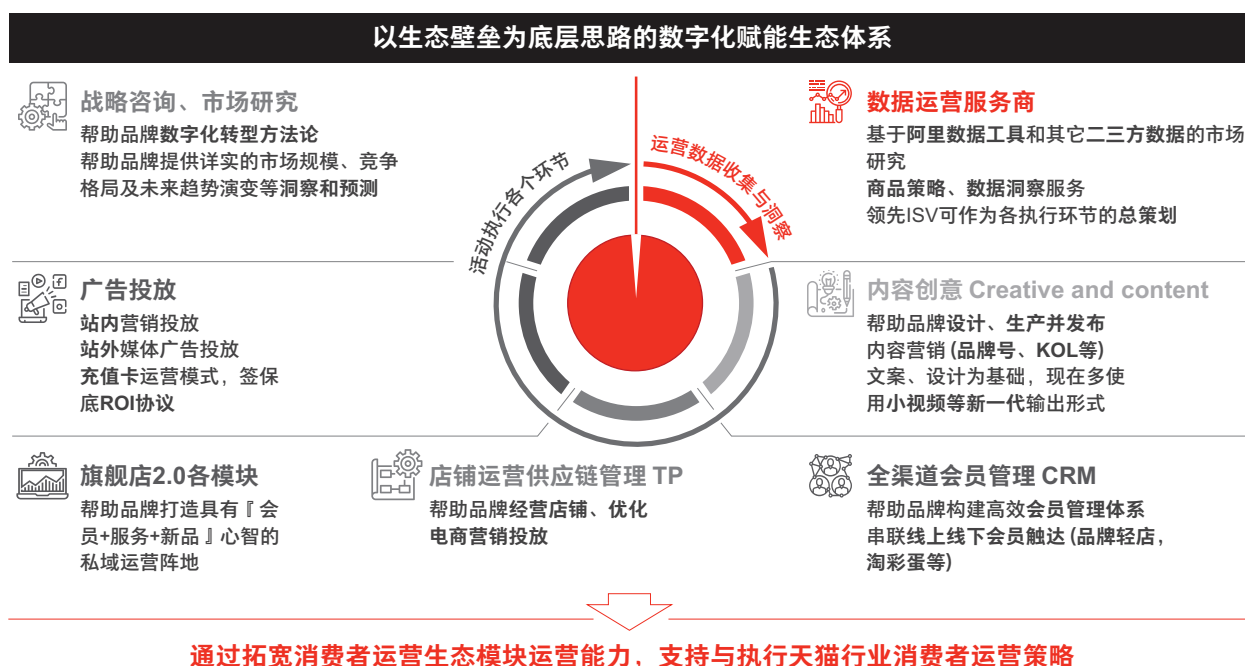 以生态壁垒为底层思路的数字化赋能生态体系
战略咨询、市场研究
帮助品牌数字化转型方法论
帮助品牌提供详实的市场规模、竞争
格局及未来趋势演变等洞察和预测
活动执行各个环节
运营数据收集与洞察
数据运营服务商
基于阿里数据工具和其它二三方数据的市场
研究
商品策略、数据洞察服务
领先ISV可作为各执行环节的总策划
广告投放
站内营销投放
站外媒体广告投放
充值卡运营模式，签保
底ROI协议
内容创意 Creative and content
帮助品牌设计、生产并发布
内容营销 (品牌号、KOL等)
文案、设计为基础，现在多使
用小视频等新一代输出形式
旗舰店2.0各模块
帮助品牌打造具有『会
员+服务+新品』心智的
私域运营阵地
店铺运营供应链管理 TP
帮助品牌经营店铺、优化
电商营销投放
全渠道会员管理 CRM
帮助品牌构建高效会员管理体系
串联线上线下会员触达 (品牌轻店，
淘彩蛋等)
通过拓宽消费者运营生态模块运营能力，支持与执行天猫行业消费者运营策略